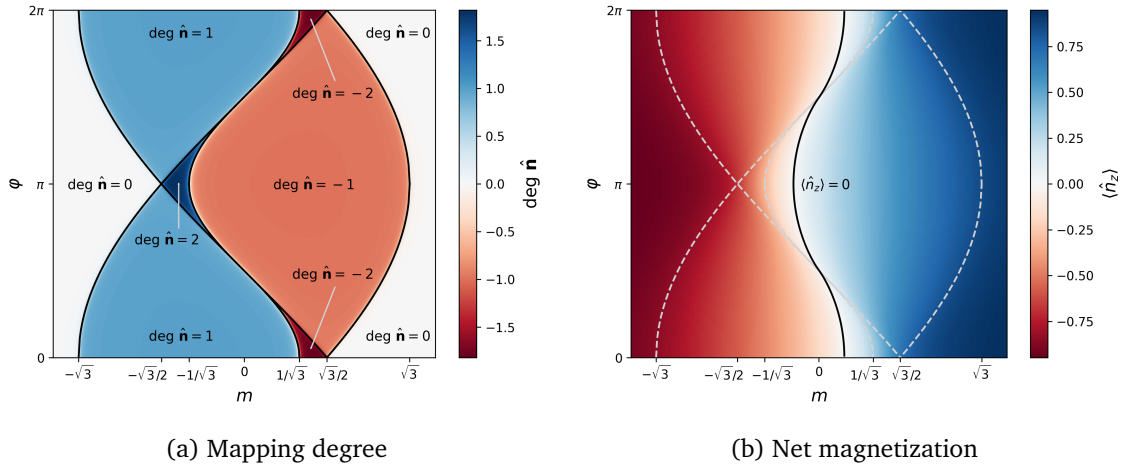 2π
π
0
φ
deg n̂ = 1
deg n̂ = 0
deg n̂ = −2
deg n̂ = 0
deg n̂ = −1
deg n̂ = 2
deg n̂ = −2
deg n̂ = 1
deg n̂ = 0
−√3
−√3/2
−1/√3
0
1/√3
√3/2
√3
m
1.5
1.0
0.5
0.0
−0.5
−1.0
−1.5
deg n̂
(a) Mapping degree
2π
π
0
φ
⟨n̂z⟩ = 0
−√3
−√3/2
−1/√3
0
1/√3
√3/2
√3
m
0.75
0.50
0.25
0.00
−0.25
−0.50
−0.75
⟨n̂z⟩
(b) Net magnetization